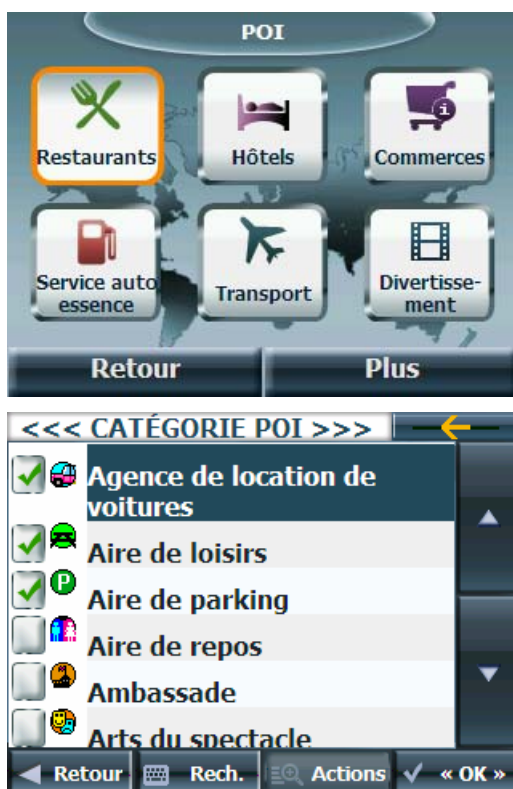 POI
Restaurants
Hôtels
Commerces
Service auto
essence
Transport
Divertisse-
ment
Retour
Plus
<<< CATÉGORIE POI >>>
Agence de location de
voitures
Aire de loisirs
P
Aire de parking
Aire de repos
Ambassade
Arts du spectacle
Retour
Rech.
Actions
« OK »